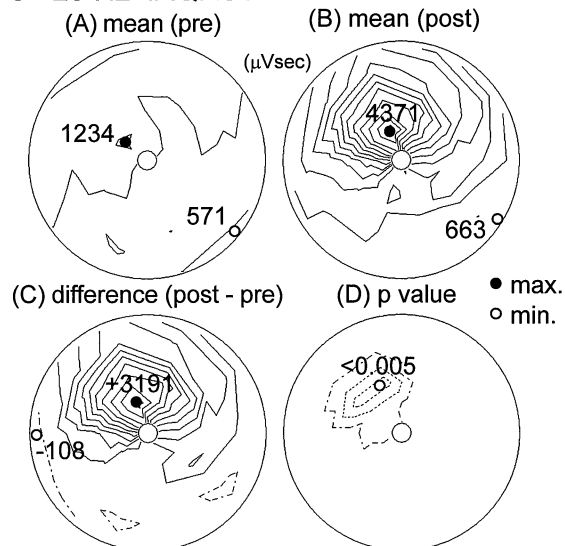 (A) mean (pre)
(B) mean (post)
(μVsec)
1234
4371
571
663
(C) difference (post - pre)
(D) p value
max.
min.
+3191
<0.005
-108